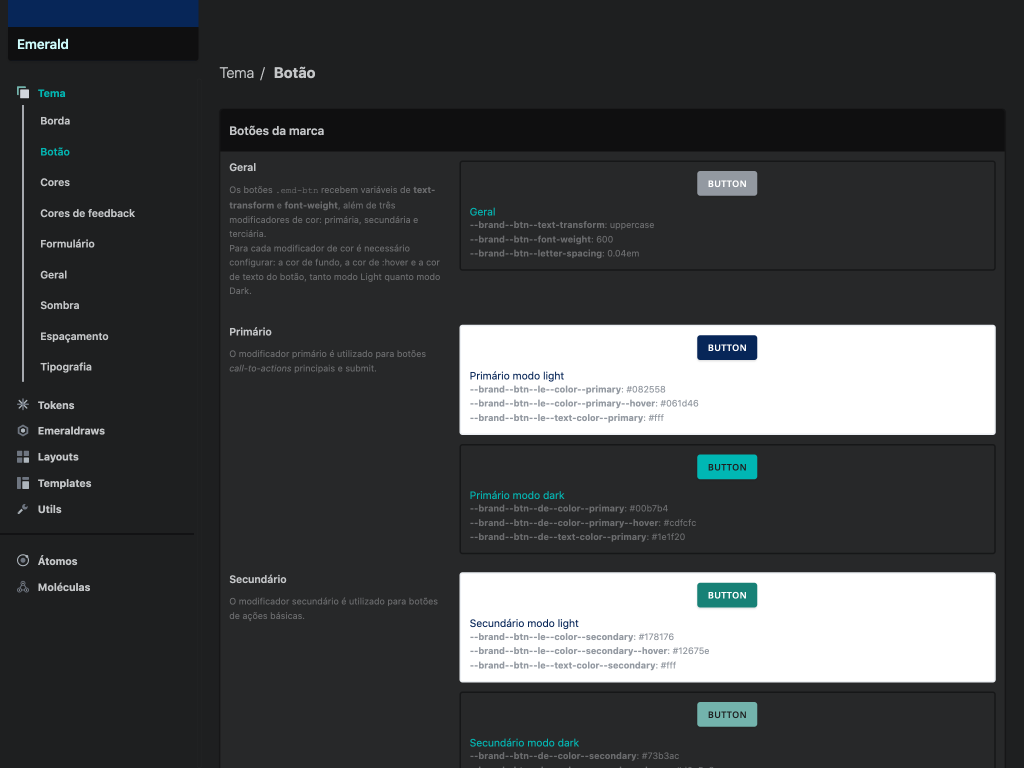 Emerald
Tema
Borda
Botão
Cores
Cores de feedback
Formulário
Geral
Sombra
Espaçamento
Tipografia
Tokens
Emeraldraws
Layouts
Templates
Utils
Átomos
Moléculas
Tema / Botão
Botões da marca
Geral
Os botões .emd-btn recebem variáveis de text-
transform e font-weight, além de três
modificadores de cor: primária, secundária e
terciária.
Para cada modificador de cor é necessário
configurar: a cor de fundo, a cor de :hover e a cor
de texto do botão, tanto modo Light quanto modo
Dark.
BUTTON
Geral
--brand--btn--text-transform: uppercase
--brand--btn--font-weight: 600
--brand--btn--letter-spacing: 0.04em
Primário
O modificador primário é utilizado para botões
call-to-actions principais e submit.
BUTTON
Primário modo light
--brand--btn--le--color--primary: #082558
--brand--btn--le--color--primary--hover: #061d46
--brand--btn--le--text-color--primary: #fff
BUTTON
Primário modo dark
--brand--btn--de--color--primary: #00b7b4
--brand--btn--de--color--primary--hover: #cdfcfc
--brand--btn--de--text-color--primary: #1e1f20
Secundário
O modificador secundário é utilizado para botões
de ações básicas.
BUTTON
Secundário modo light
--brand--btn--le--color--secondary: #178176
--brand--btn--le--color--secondary--hover: #12675e
--brand--btn--le--text-color--secondary: #fff
BUTTON
Secundário modo dark
--brand--btn--de--color--secondary: #73b3ac